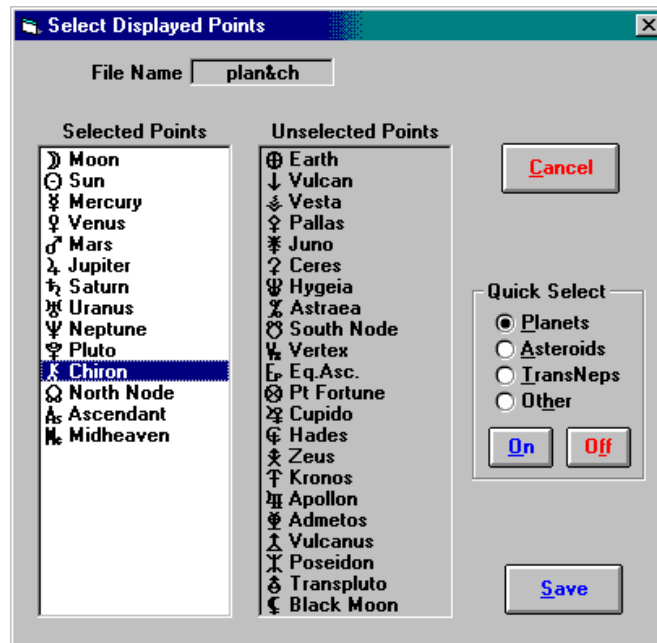 Select Displayed Points
File Name plan&ch
Selected Points
Moon
Sun
Mercury
Venus
Mars
Jupiter
Saturn
Uranus
Neptune
Pluto
Chiron
North Node
Ascendant
Midheaven
Unselected Points
Earth
Vulcan
Vesta
Pallas
Juno
Ceres
Hygeia
Astraea
South Node
Vertex
Eq.Asc.
Pt Fortune
Cupido
Hades
Zeus
Kronos
Apollon
Admetos
Vulcanus
Poseidon
Transpluto
Black Moon
Cancel
Quick Select
Planets
Asteroids
TransNeps
Other
On Off
Save